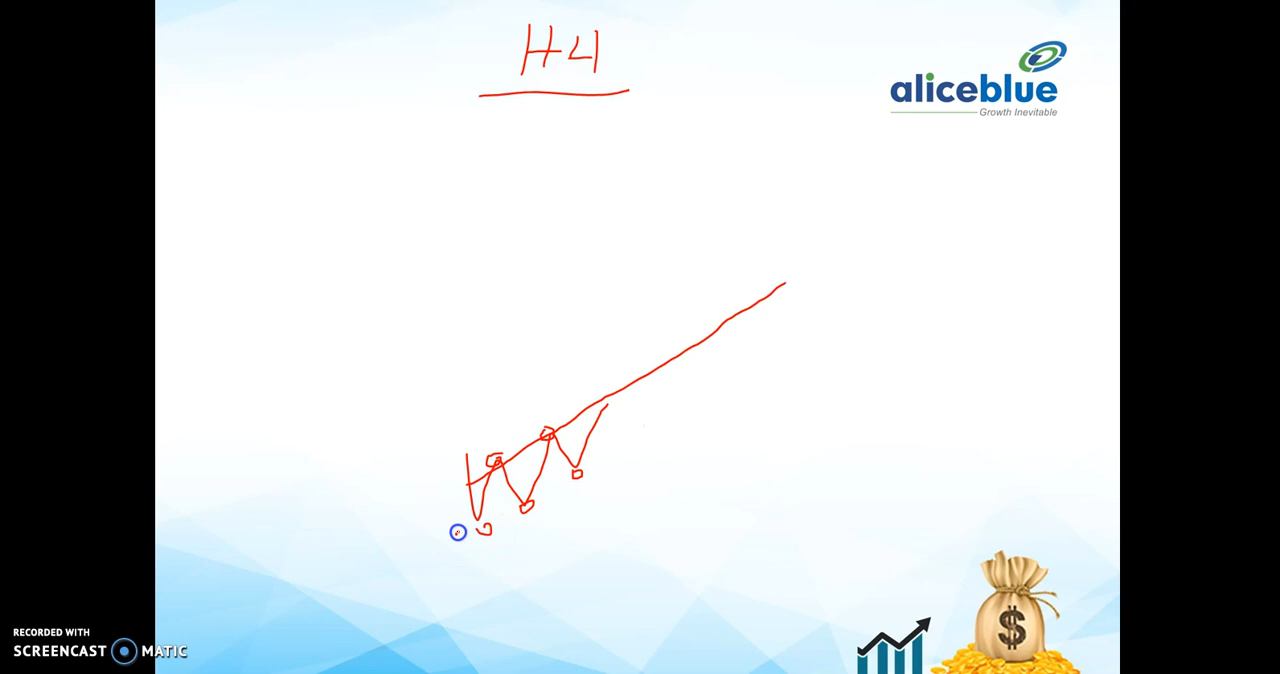 H4
aliceblue
Growth Inevitable
$
RECORDED WITH
SCREENCAST MATIC